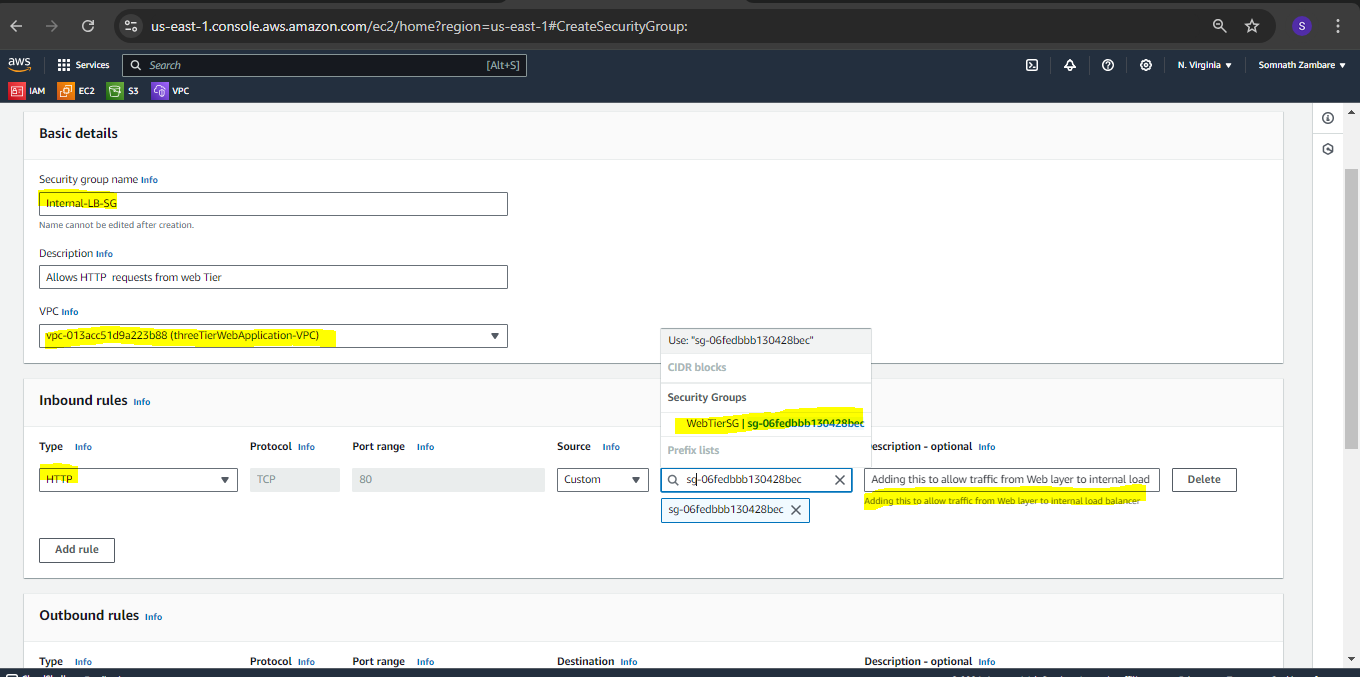 us-east-1.console.aws.amazon.com/ec2/home?region=us-east-1#CreateSecurityGroup:
S
aws
Services
Search
[Alt+S]
N. Virginia
Somnath Zambare
IAM
EC2
S3
VPC
Basic details
Security group name Info
Internal-LB-SG
Name cannot be edited after creation.
Description Info
Allows HTTP requests from web Tier
VPC Info
vpc-013acc51d9a223b88 (threeTierWebApplication-VPC)
Use: "sg-06fedbbb130428bec"
CIDR blocks
Security Groups
WebTierSG | sg-06fedbbb130428bec
Prefix lists
Inbound rules Info
Type Info
Protocol Info
Port range Info
Source Info
escription - optional Info
HTTP
TCP
80
Custom
sg-06fedbbb130428bec
Adding this to allow traffic from Web layer to internal load
Delete
Adding this to allow traffic from Web layer to internal load balancer
sg-06fedbbb130428bec
Add rule
Outbound rules Info
Type Info
Protocol Info
Port range Info
Destination Info
Description - optional Info